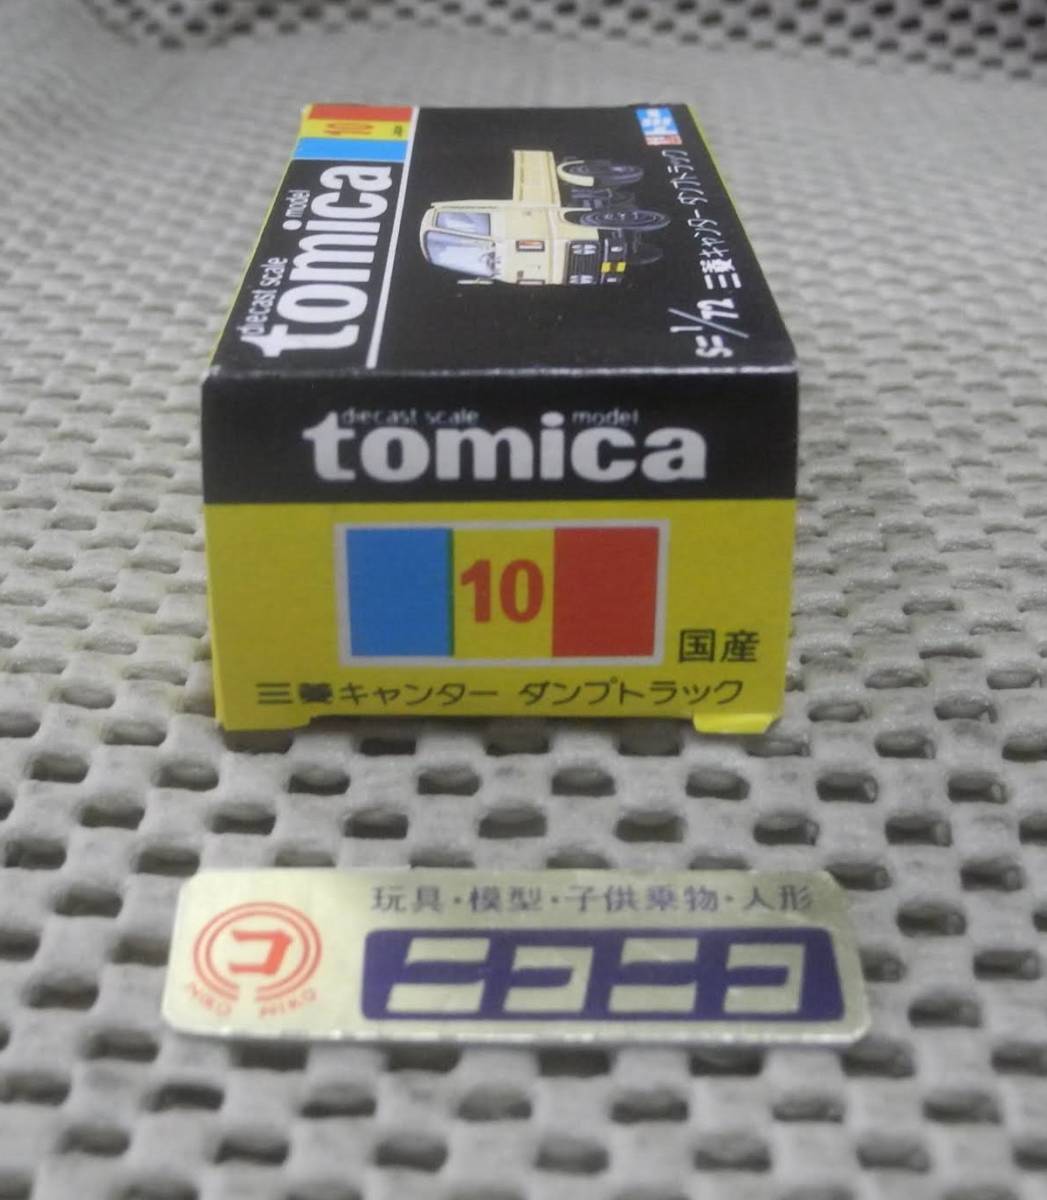 10
diecast scale model
tomica
トミー
S=1/72 三菱キャンター ダンプトラック
diecast scale model
tomica
10
国産
三菱キャンター ダンプトラック
玩具・模型・子供乗物・人形
コ
NIKO NIKO
ニコニコ